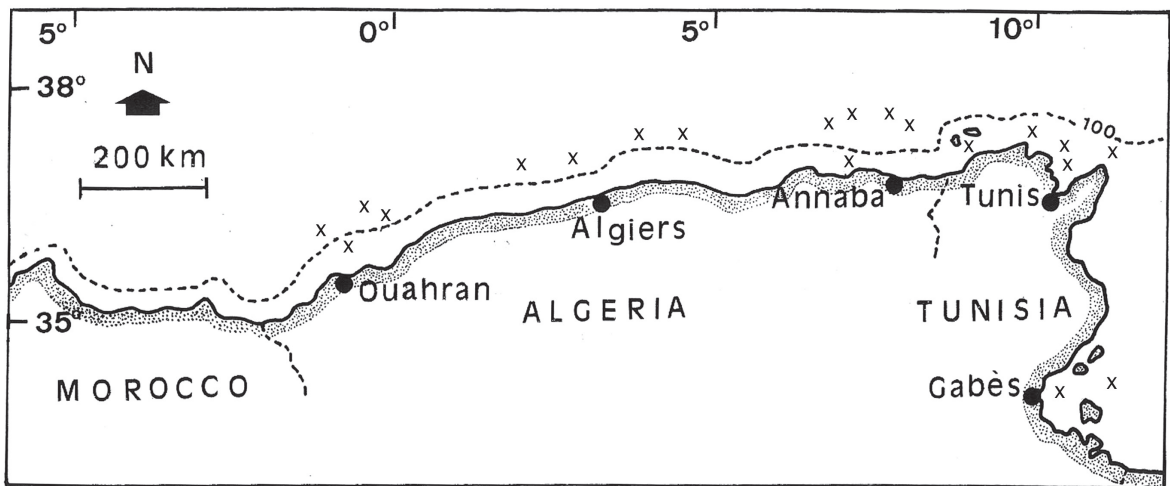 5° 0° 5° 10°
N
38°
100
200 km
x x x x x x x x x x x x x x x x x x x x x x
Annaba Tunis
Algiers
Ouahran
ALGERIA TUNISIA
35°
MOROCCO Gabès